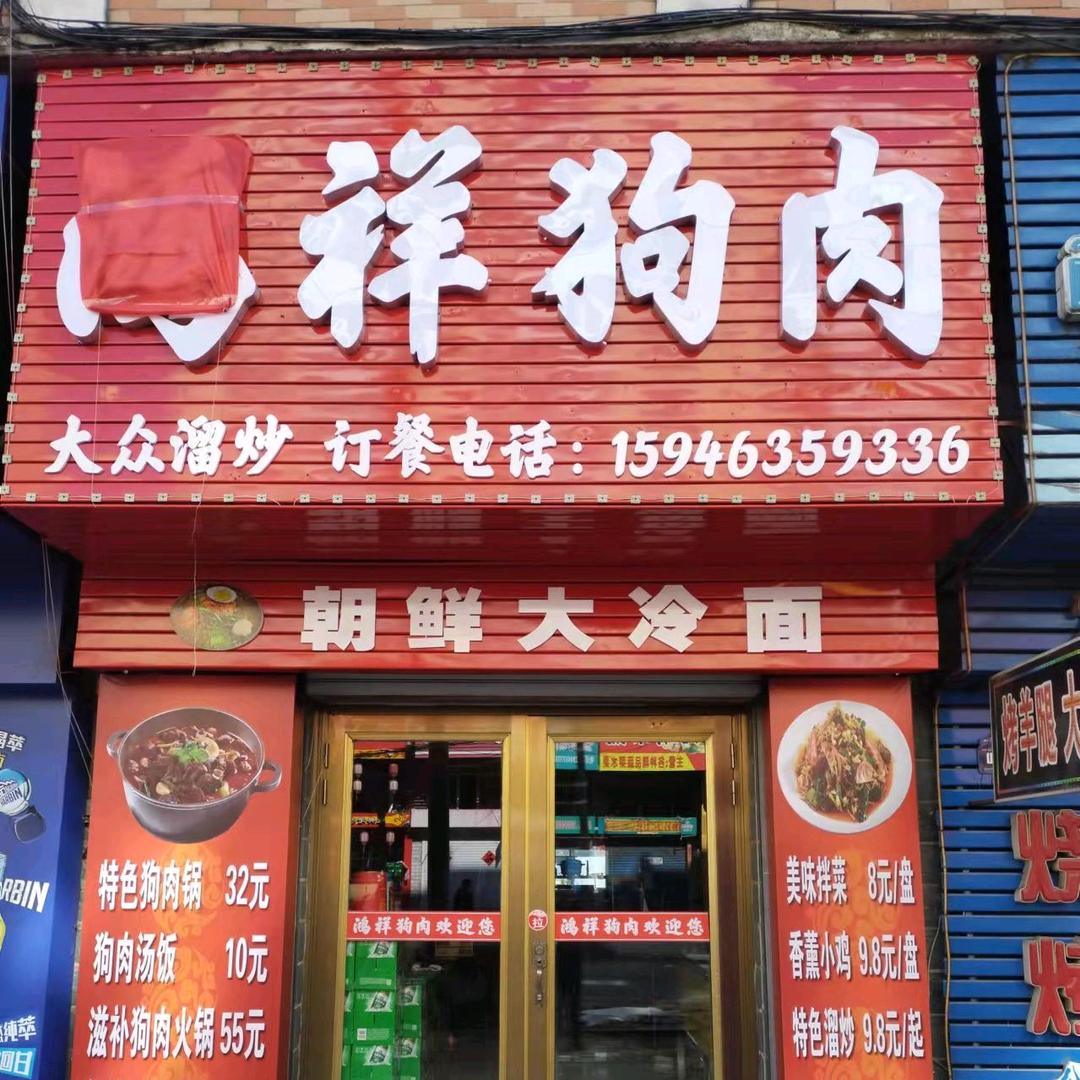 祥狗肉
大众溜炒 订餐电话：15946359336
朝鲜大冷面
特色狗肉锅 32元
狗肉汤饭 10元
滋补狗肉火锅 55元
鸿祥狗肉欢迎您
拉
鸿祥狗肉欢迎您
美味拌菜 8元/盘
香薰小鸡 9.8元/盘
特色溜炒 9.8元/起
烤羊腿 大
烧
烤